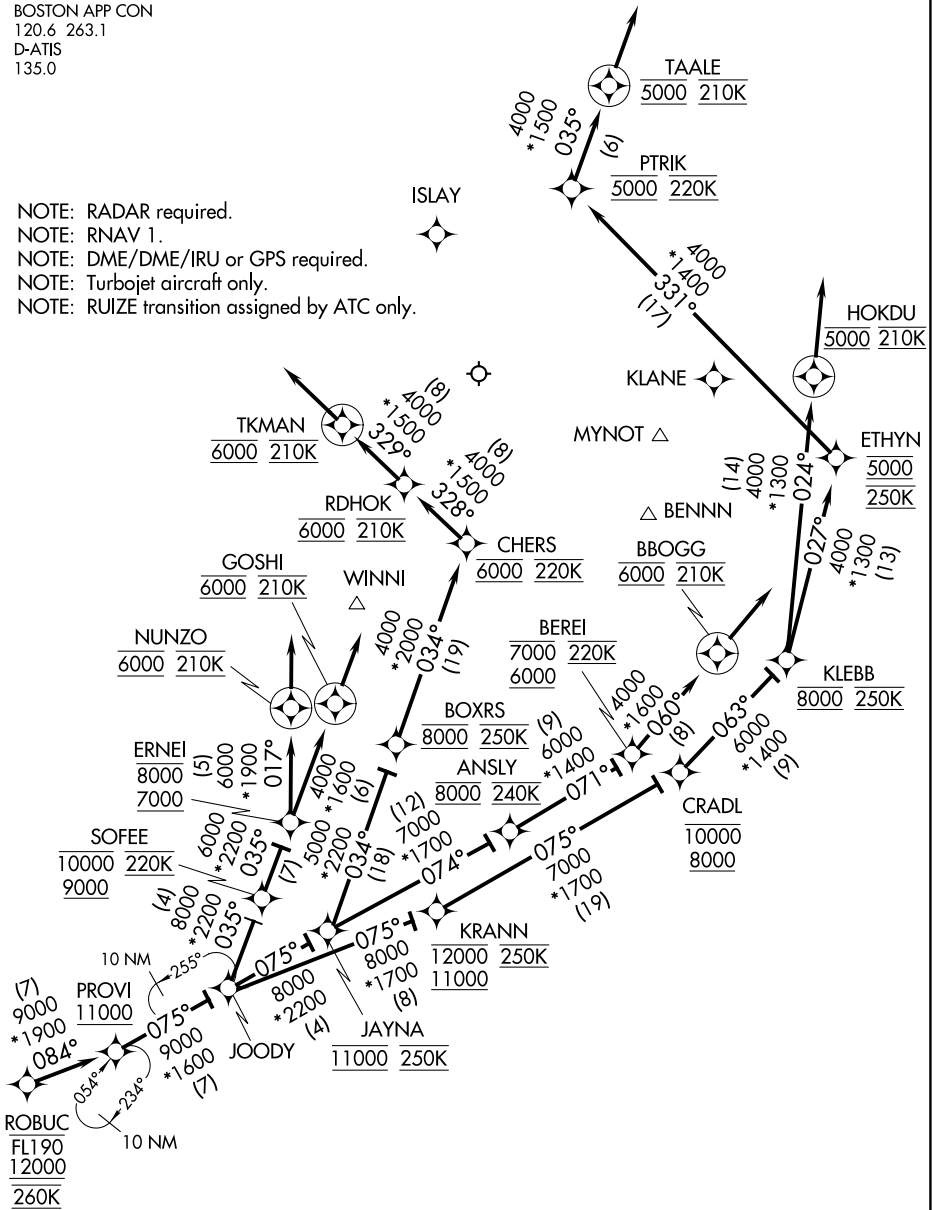 BOSTON APP CON
120.6 263.1
D-ATIS
135.0
TAALE
5000 210K
4000
*1500
035°
(6)
PTRIK
5000 220K
ISLAY
NOTE: RADAR required.
NOTE: RNAV 1.
NOTE: DME/DME/IRU or GPS required.
NOTE: Turbojet aircraft only.
NOTE: RUIZE transition assigned by ATC only.
4000
*1400
331°
(17)
HOKDU
5000 210K
KLANE
MYNOT
ETHYN
5000
250K
(14)
4000
*1300
024°
027°
4000
*1300
(13)
TKMAN
6000 210K
(8)
4000
*1500
329°
(8)
4000
*1500
328°
RDHOK
6000 210K
BENNN
CHERS
6000 220K
BBOGG
6000 210K
GOSHI
6000 210K
WINNI
NUNZO
6000 210K
4000
*2000
034°
(19)
BEREI
7000 220K
6000
4000
*1600
060°
(8)
KLEBB
8000 250K
BOXRS
8000 250K
063°
6000
*1400
(9)
ERNEI
8000
7000
(5)
6000
*1900
017°
4000
*1600
(6)
ANSLY
8000 240K
(9)
6000
*1400
071°
CRADL
10000
8000
SOFEE
10000 220K
9000
6000
*2200
035°
(7)
5000
*2200
034°
(18)
(12)
7000
*1700
074°
075°
7000
*1700
(19)
(4)
8000
*2200
035°
KRANN
12000 250K
11000
075°
8000
*2200
(4)
075°
8000
*1700
(8)
JAYNA
11000 250K
10 NM
255°
JOODY
PROVI
11000
075°
9000
*1600
(7)
(7)
9000
*1900
084°
054°
234°
10 NM
ROBUC
FL190
12000
260K